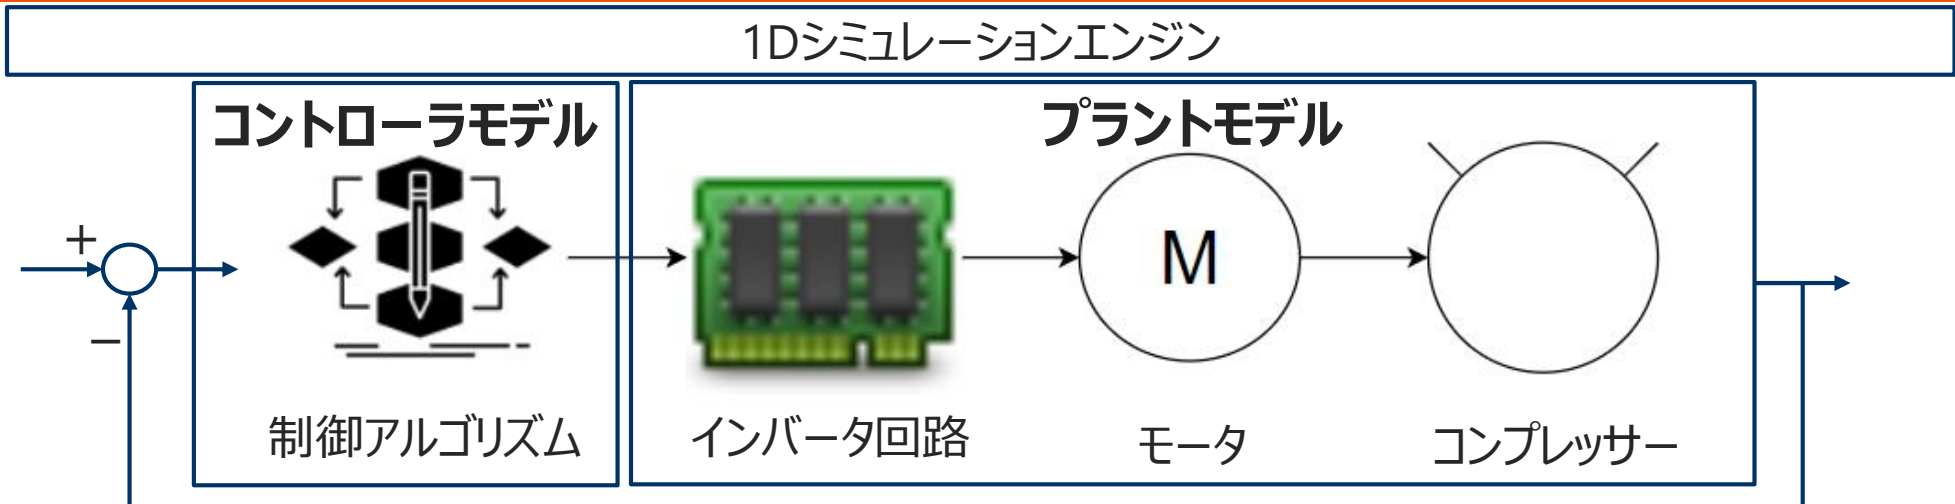 1Dシミュレーションエンジン
コントローラモデル
プラントモデル
+
−
M
制御アルゴリズム
インバータ回路
モータ
コンプレッサー